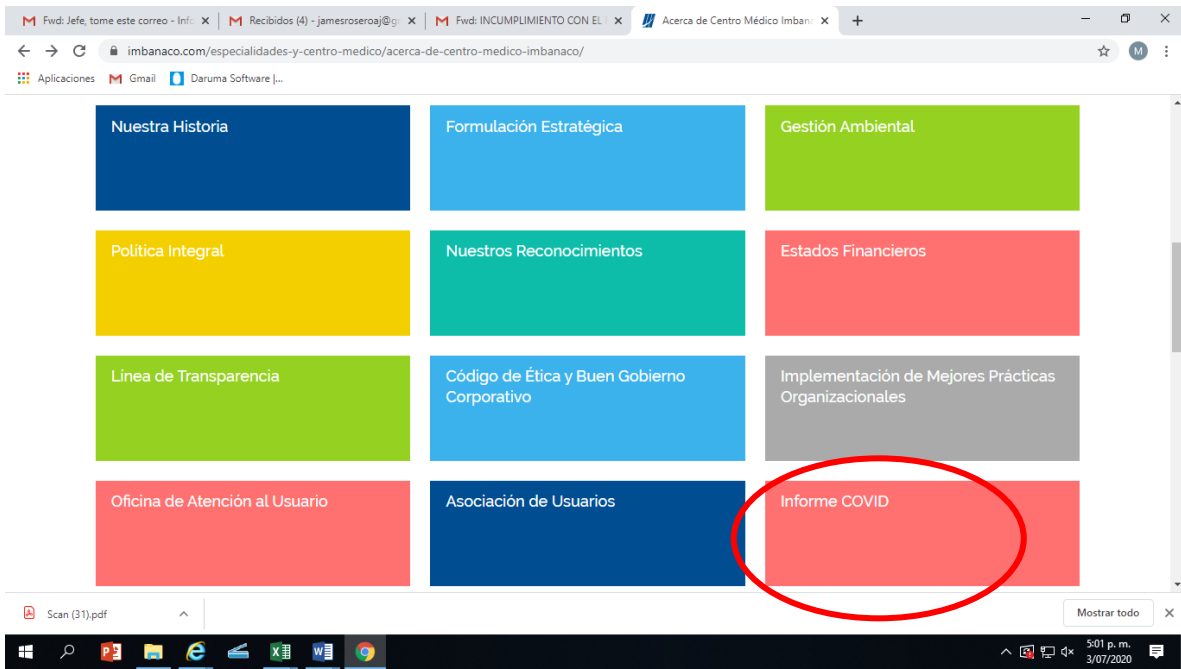 Fwd: Jefe, tome este correo - Info
Recibidos (4) - jamesroseroaj@g
Fwd: INCUMPLIMIENTO CON EL
Acerca de Centro Médico Imbana
imbanaco.com/especialidades-y-centro-medico/acerca-de-centro-medico-imbanaco/
M
Aplicaciones
Gmail
Daruma Software |...
Nuestra Historia
Formulación Estratégica
Gestión Ambiental
Política Integral
Nuestros Reconocimientos
Estados Financieros
Linea de Transparencia
Código de Ética y Buen Gobierno
Corporativo
Implementación de Mejores Prácticas
Organizacionales
Oficina de Atención al Usuario
Asociación de Usuarios
Informe COVID
Scan (31).pdf
Mostrar todo
5:01 p. m.
3/07/2020